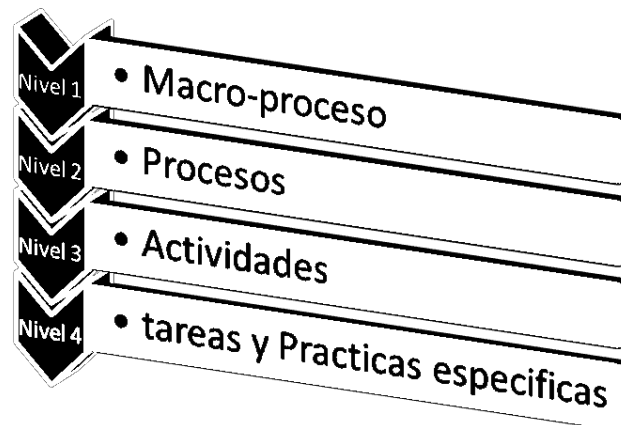 Nivel 1
• Macro-proceso
Nivel 2
• Procesos
Nivel 3
• Actividades
Nivel 4
• tareas y Practicas especificas